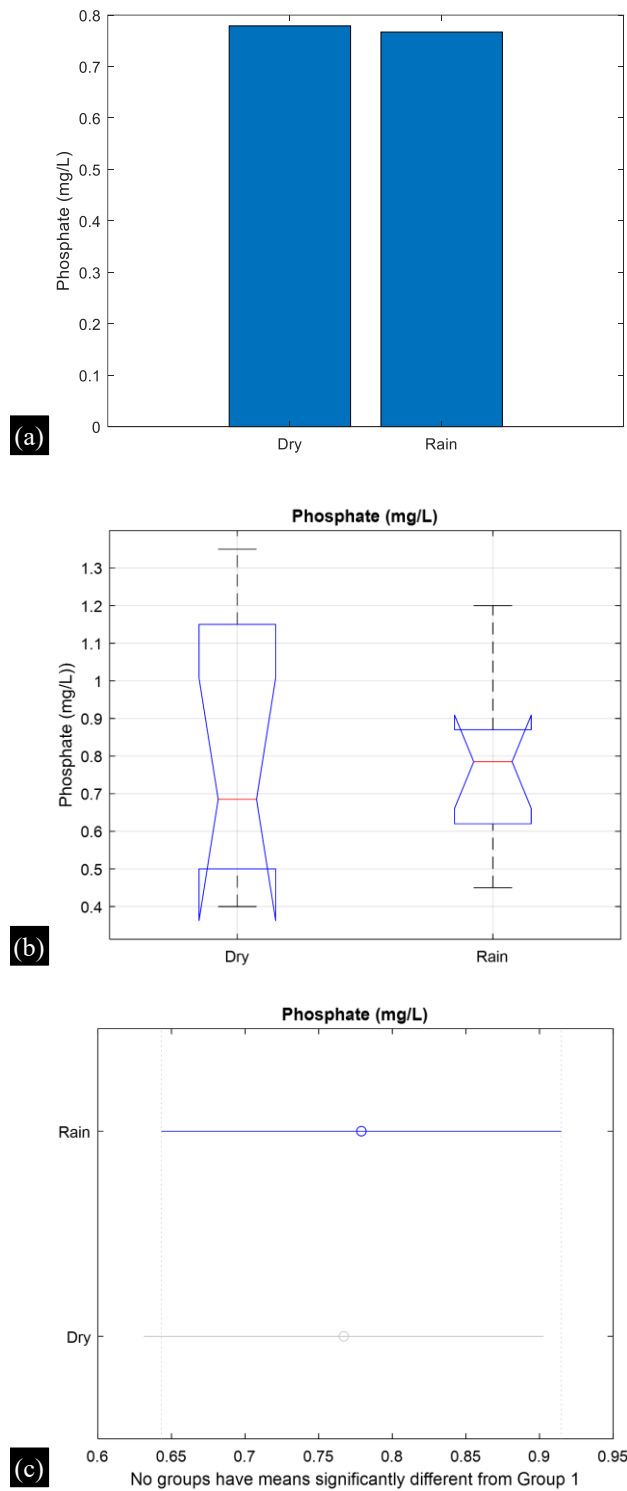 0.8
0.7
0.6
0.5
0.4
0.3
0.2
0.1
0
Phosphate (mg/L)
Dry Rain
(a)
Phosphate (mg/L)
1.3
1.2
1.1
1
0.9
0.8
0.7
0.6
0.5
0.4
Phosphate (mg/L))
Dry Rain
(b)
Phosphate (mg/L)
Rain
Dry
0.6 0.65 0.7 0.75 0.8 0.85 0.9 0.95
No groups have means significantly different from Group 1
(c)